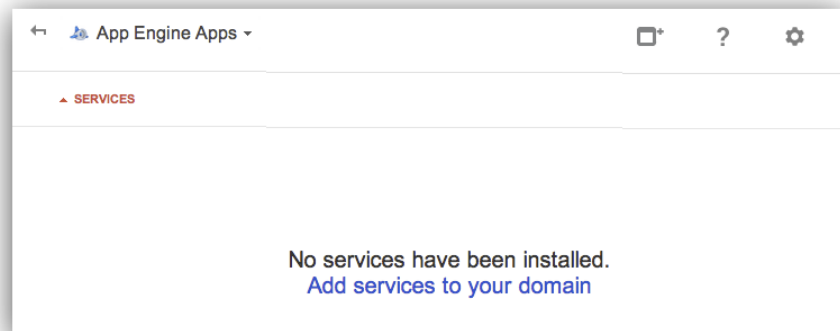 App Engine Apps
?
SERVICES
No services have been installed.
Add services to your domain